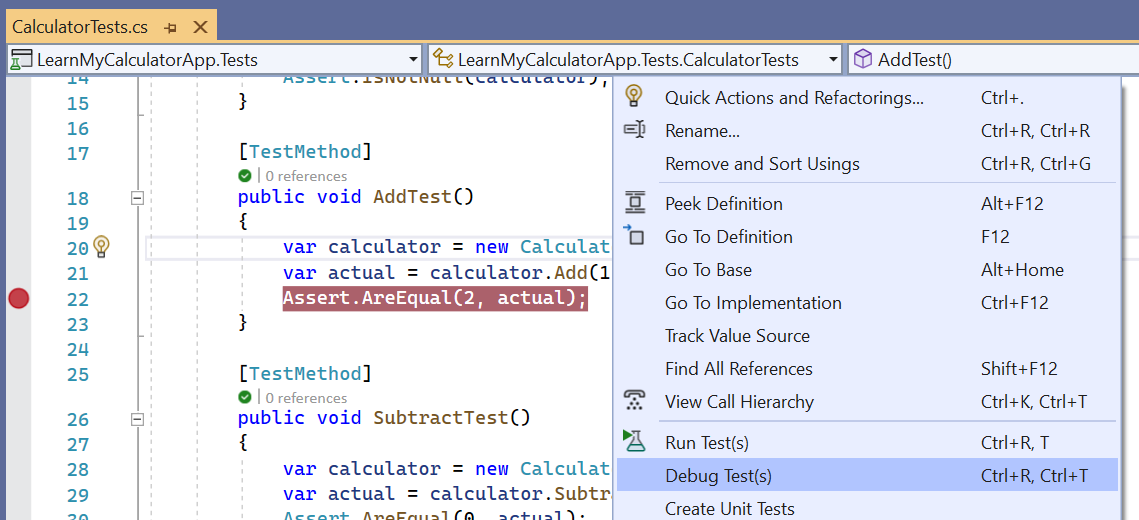 CalculatorTests.cs
LearnMyCalculatorApp.Tests LearnMyCalculatorApp.Tests.CalculatorTests AddTest()
14 Assert.IsNotNull(calculator);
15 }
16
17 [TestMethod]
0 references
18 public void AddTest()
19 {
20 var calculator = new Calculat
21 var actual = calculator.Add(1
22 Assert.AreEqual(2, actual);
23 }
24
25 [TestMethod]
0 references
26 public void SubtractTest()
27 {
28 var calculator = new Calculat
29 var actual = calculator.Subtr
30 Assert.AreEqual(0, actual);
Quick Actions and Refactorings... Ctrl+.
Rename... Ctrl+R, Ctrl+R
Remove and Sort Usings Ctrl+R, Ctrl+G
Peek Definition Alt+F12
Go To Definition F12
Go To Base Alt+Home
Go To Implementation Ctrl+F12
Track Value Source
Find All References Shift+F12
View Call Hierarchy Ctrl+K, Ctrl+T
Run Test(s) Ctrl+R, T
Debug Test(s) Ctrl+R, Ctrl+T
Create Unit Tests